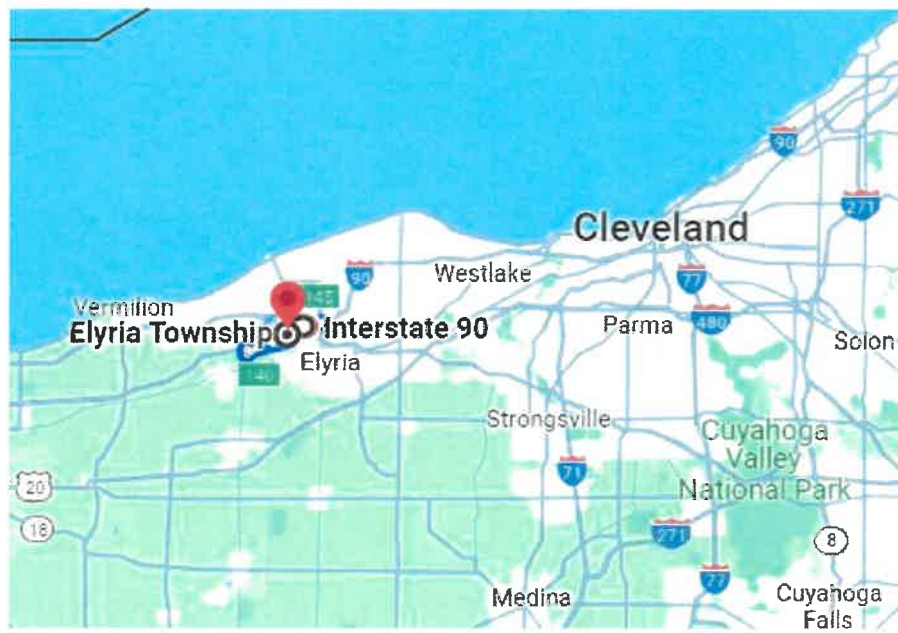 90
271
Cleveland
Westlake
90
77
145
Vermilion
Elyria Township
Interstate 90
Parma
480
Solon
Elyria
140
Strongsville
Cuyahoga
Valley
National Park
71
20
18
271
8
77
Medina
Cuyahoga
Falls